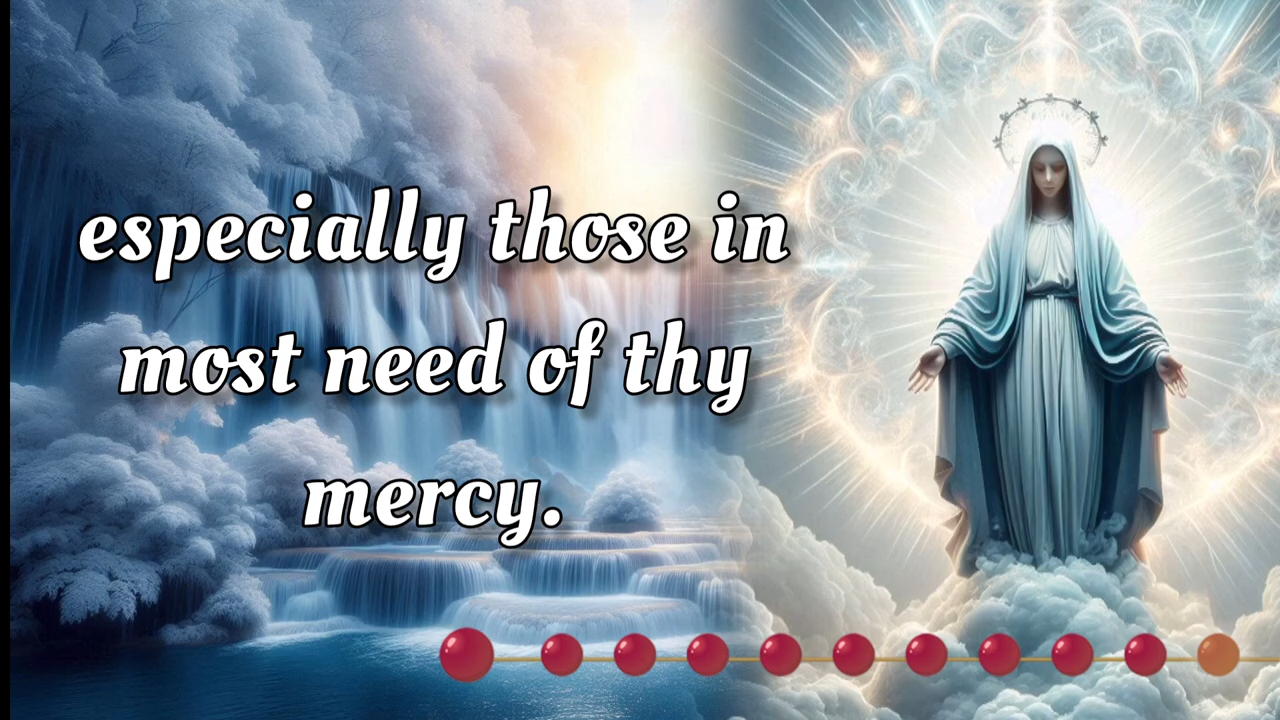 especially those in
most need of thy
mercy.